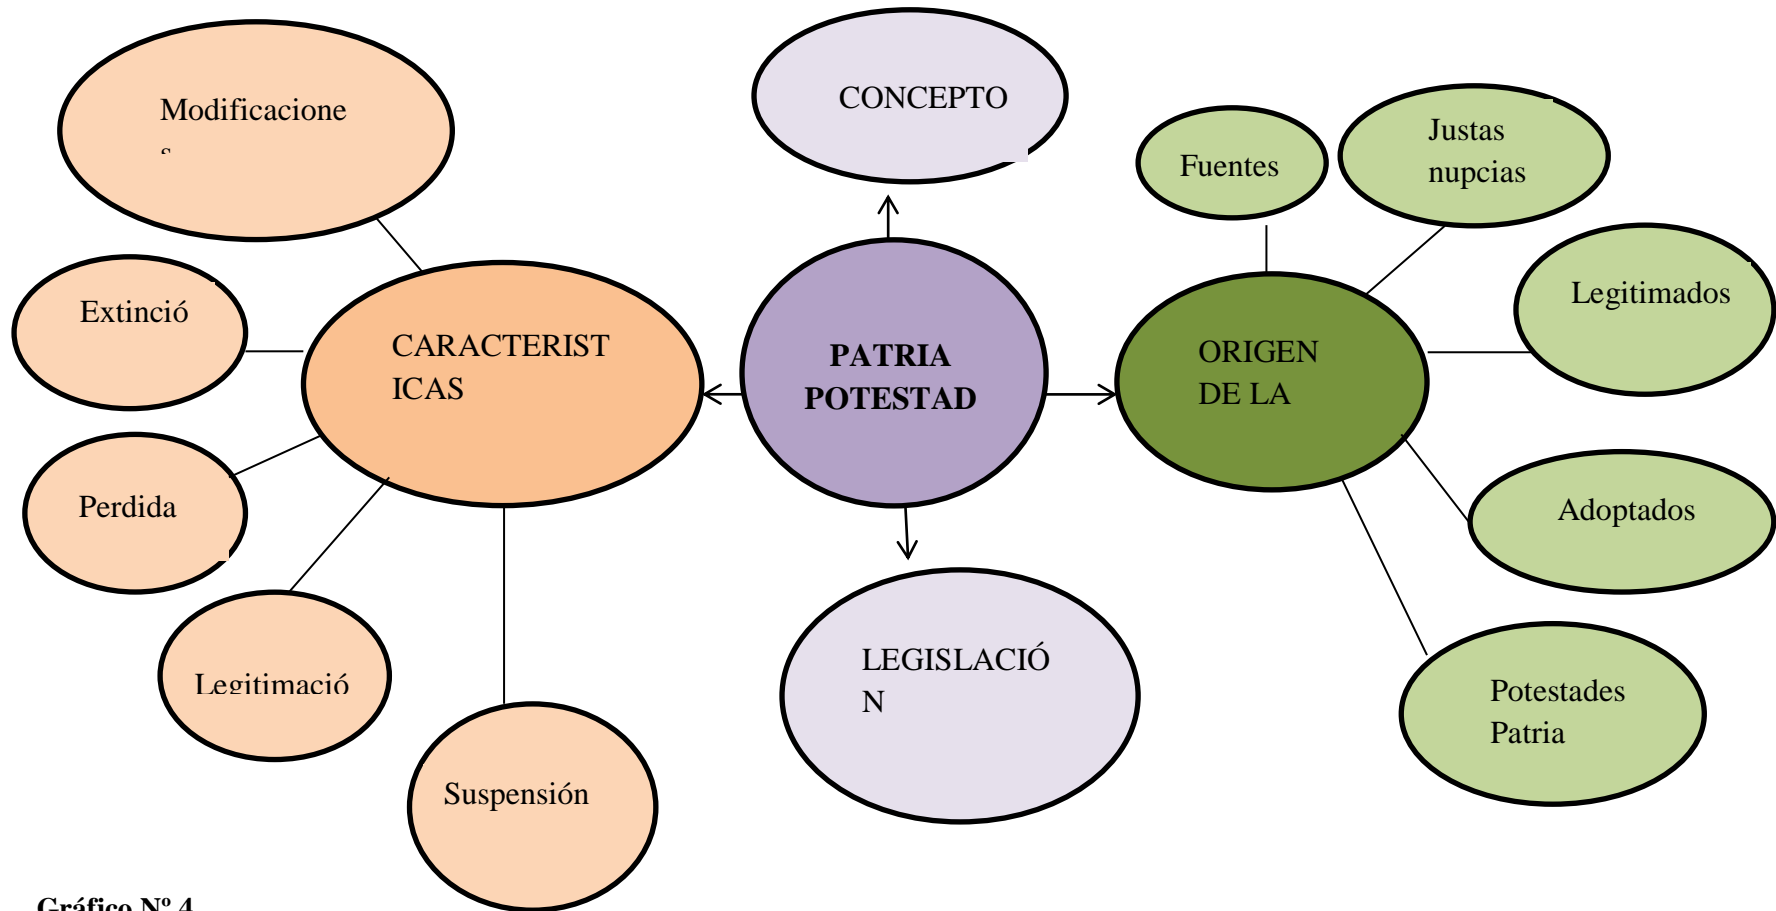 Modificacione
s
CONCEPTO
Fuentes
Justas
nupcias
Extinció
Legitimados
CARACTERIST
ICAS
PATRIA
POTESTAD
ORIGEN
DE LA
Perdida
Adoptados
Legitimació
LEGISLACIÓ
N
Potestades
Patria
Suspensión
Gráfico Nº 4